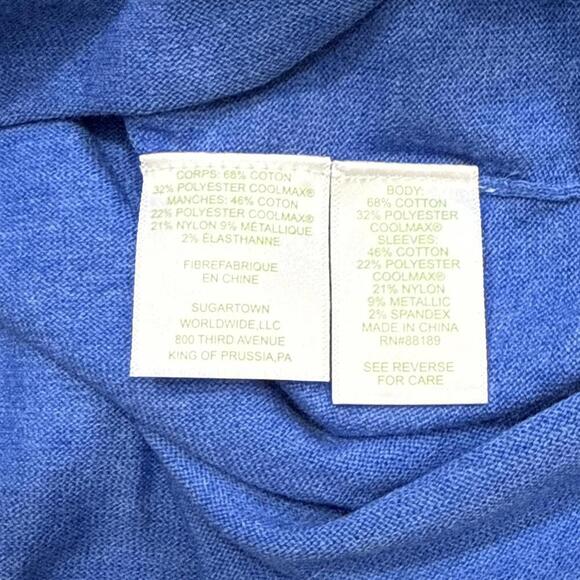 CORPS: 68% COTON
32% POLYESTER COOLMAX®
MANCHES: 46% COTON
22% POLYESTER COOLMAX®
21% NYLON 9% MÉTALLIQUE
2% ÉLASTHANNE
FIBREFABRIQUE
EN CHINE
SUGARTOWN
WORLDWIDE,LLC
800 THIRD AVENUE
KING OF PRUSSIA,PA
BODY:
68% COTTON
32% POLYESTER
COOLMAX®
SLEEVES:
46% COTTON
22% POLYESTER
COOLMAX®
21% NYLON
9% METALLIC
2% SPANDEX
MADE IN CHINA
RN#88189
SEE REVERSE
FOR CARE